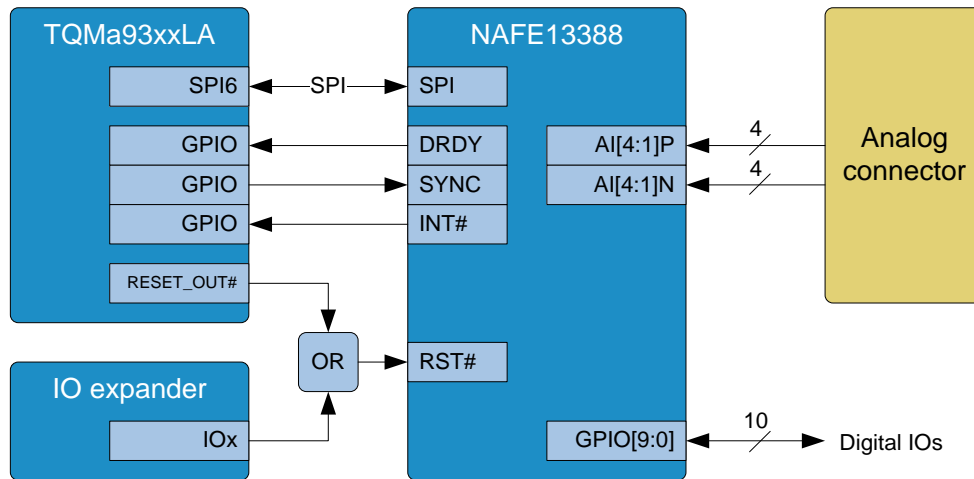 TQMa93xxLA
SPI6
GPIO
GPIO
GPIO
RESET_OUT#
SPI
NAFE13388
SPI
DRDY
SYNC
INT#
RST#
AI[4:1]P
AI[4:1]N
GPIO[9:0]
4
4
Analog
connector
OR
IO expander
IOx
10
Digital IOs